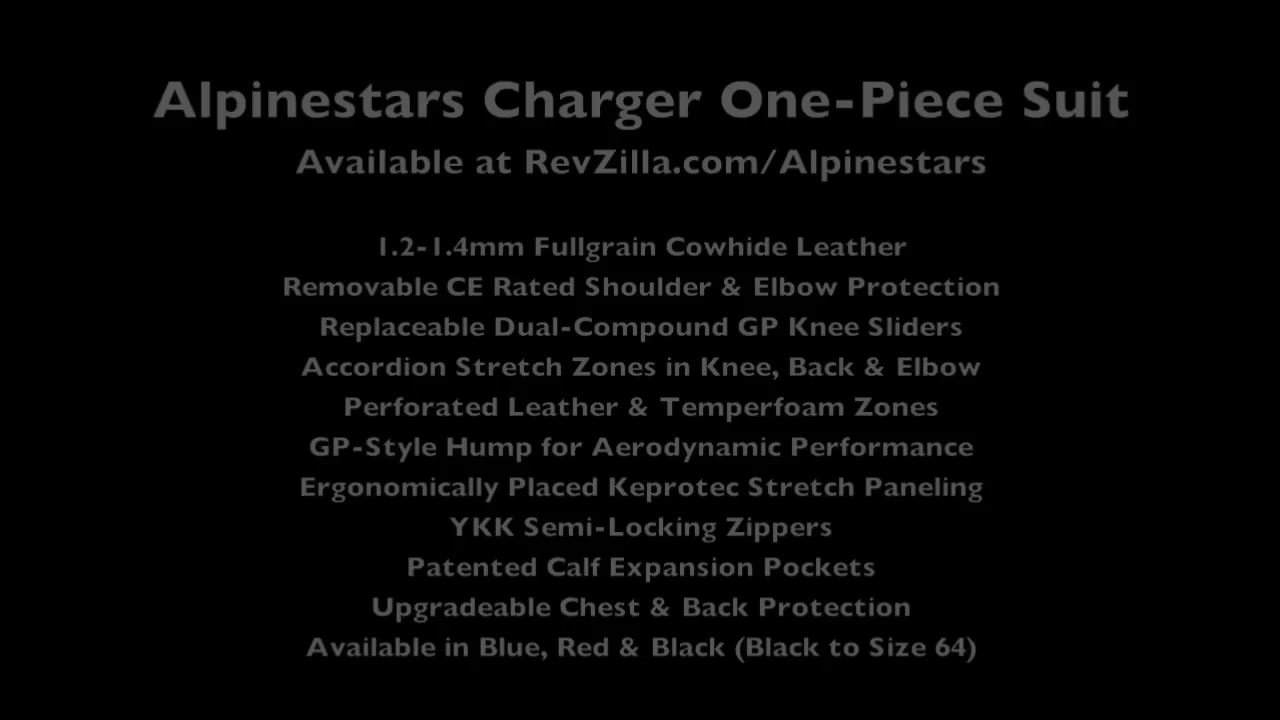 Alpinestars Charger One-Piece Suit
Available at RevZilla.com/Alpinestars
1.2-1.4mm Fullgrain Cowhide Leather
Removable CE Rated Shoulder & Elbow Protection
Replaceable Dual-Compound GP Knee Sliders
Accordion Stretch Zones in Knee, Back & Elbow
Perforated Leather & Temperfoam Zones
GP-Style Hump for Aerodynamic Performance
Ergonomically Placed Keprotec Stretch Paneling
YKK Semi-Locking Zippers
Patented Calf Expansion Pockets
Upgradeable Chest & Back Protection
Available in Blue, Red & Black (Black to Size 64)